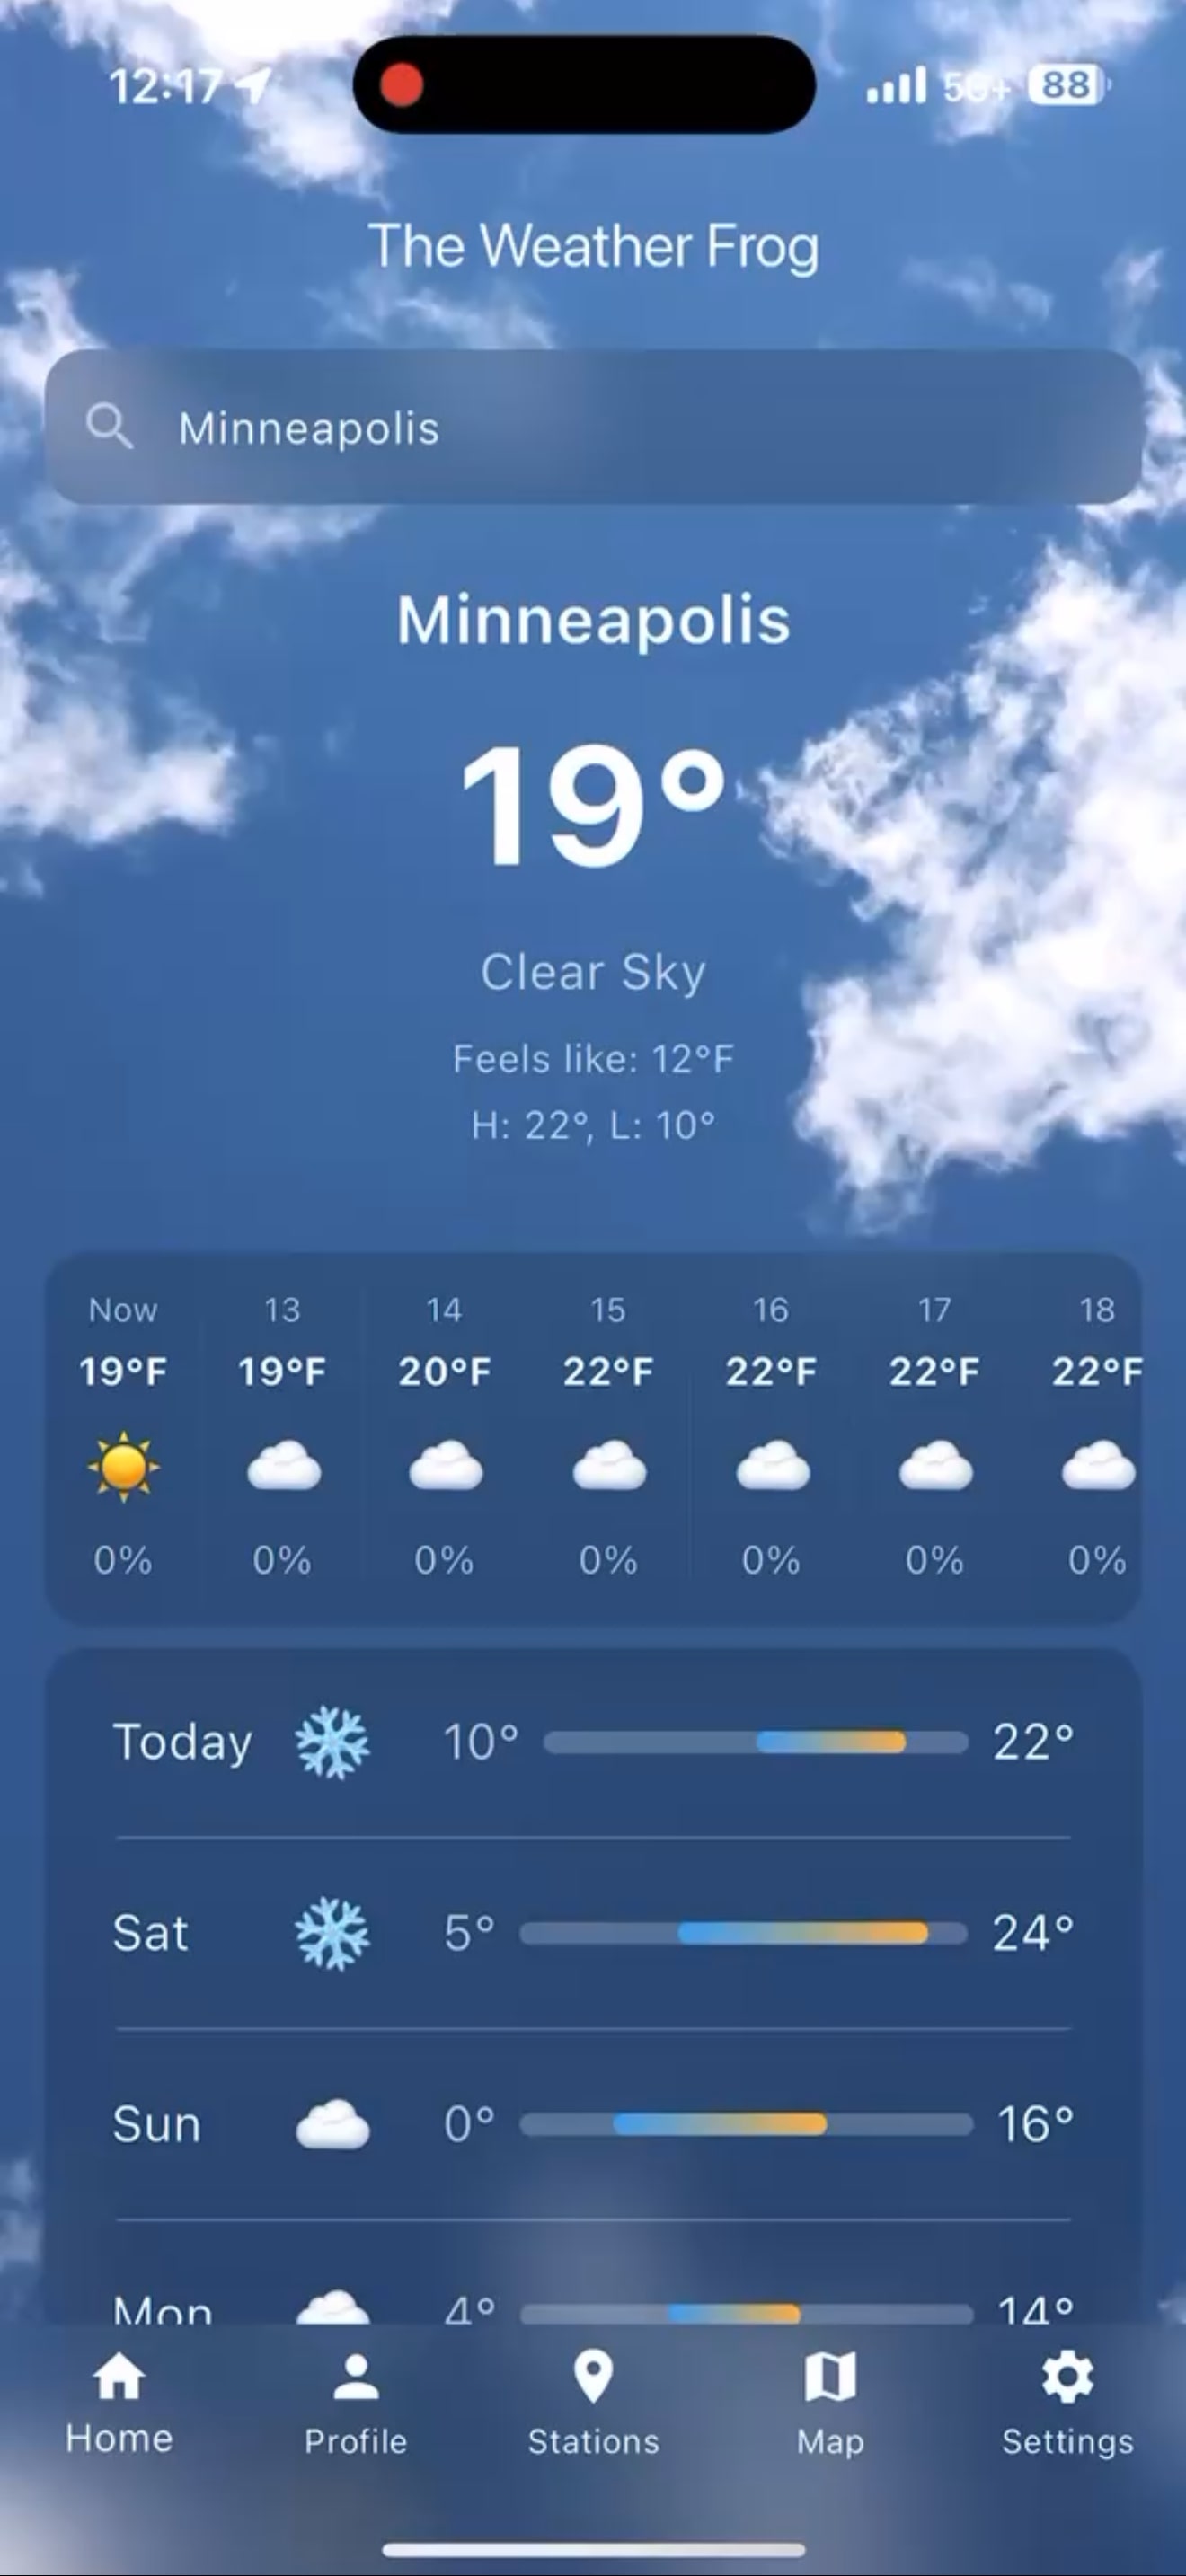 12:17 5G+ 88
The Weather Frog
Minneapolis
Minneapolis
19°
Clear Sky
Feels like: 12°F
H: 22°, L: 10°
Now 13 14 15 16 17 18
19°F 19°F 20°F 22°F 22°F 22°F 22°F
0% 0% 0% 0% 0% 0% 0%
Today 10° 22°
Sat 5° 24°
Sun 0° 16°
Mon 4° 14°
Home Profile Stations Map Settings